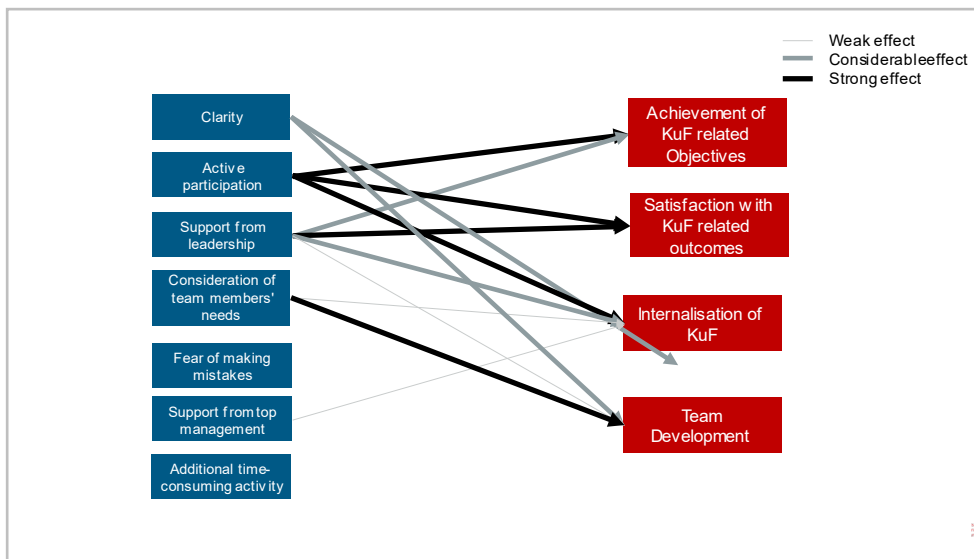 Weak effect
Considerable effect
Strong effect
Clarity
Active
participation
Support from
leadership
Consideration of
team members'
needs
Fear of making
mistakes
Support from top
management
Additional time-
consuming activity
Achievement of
KuF related
Objectives
Satisfaction with
KuF related
outcomes
Internalisation of
KuF
Team
Development